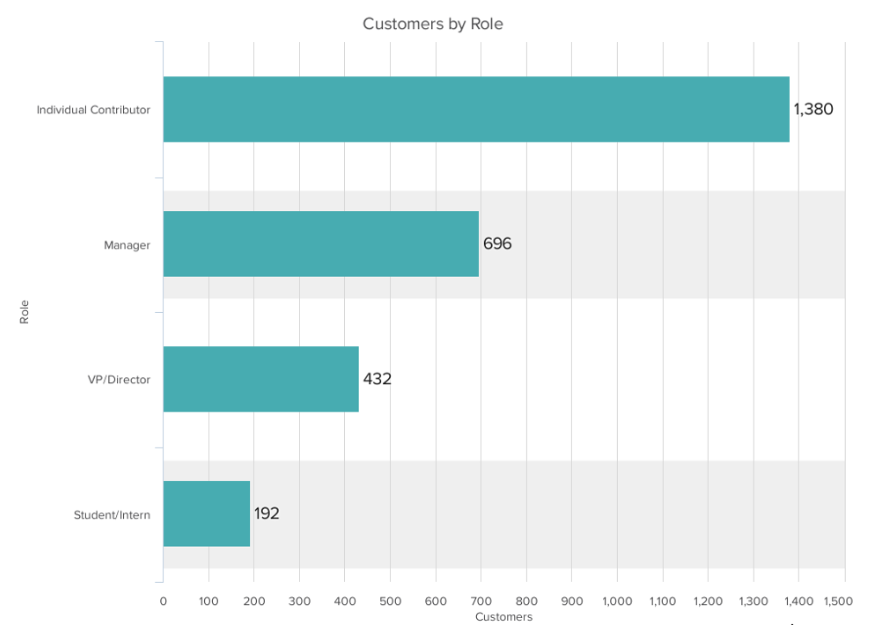 Customers by Role
Individual Contributor
1,380
Manager
696
Role
VP/Director
432
Student/Intern
192
0 100 200 300 400 500 600 700 800 900 1,000 1,100 1,200 1,300 1,400 1,500
Customers